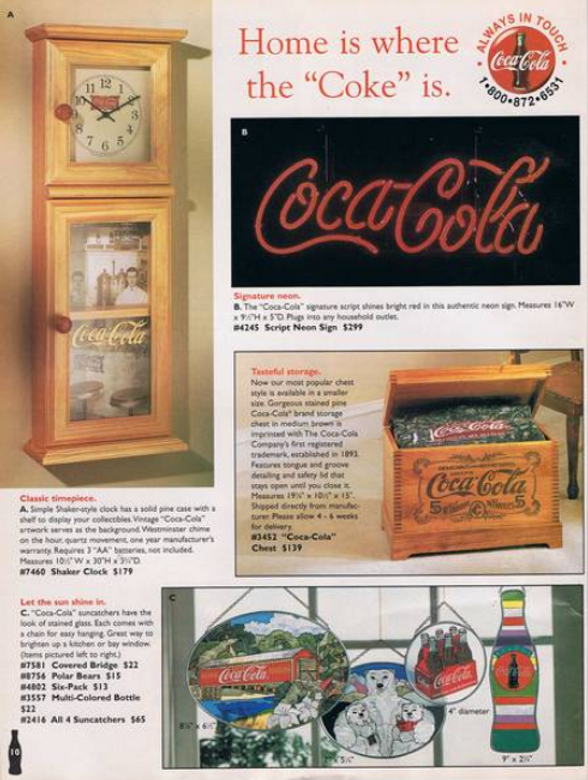 A
Home is where
the "Coke" is.
ALWAYS IN TOUCH
Coca-Cola
1•800•872•6531
B
Coca-Cola
Coca-Cola
Signature neon.
B. The "Coca-Cola" signature script shines bright red in this authentic neon sign. Measures 16"W
x 9½"H x 5"D. Plugs into any household outlet.
#4245 Script Neon Sign $299
Tasteful storage.
Now our most popular chest
style is available in a smaller
size. Gorgeous stained pine
Coca-Cola® brand storage
chest in medium brown is
imprinted with The Coca-Cola
Company's first registered
trademark, established in 1893.
Features tongue and groove
detailing and safety lid that
stays open until you close it.
Measures 19¾" x 10½" x 15".
Shipped directly from manufac-
turer. Please allow 4 - 6 weeks
for delivery.
#3452 "Coca-Cola"
Chest $139
Coca-Cola
Coca-Cola
5 5
Classic timepiece.
A. Simple Shaker-style clock has a solid pine case with a
shelf to display your collectibles. Vintage "Coca-Cola"
artwork serves as the background. Westminster chime
on the hour, quartz movement, one year manufacturer's
warranty. Requires 3 "AA" batteries, not included.
Measures 10½" W x 30"H x 3¾"D.
#7460 Shaker Clock $179
Let the sun shine in.
C. "Coca-Cola" suncatchers have the
look of stained glass. Each comes with
a chain for easy hanging. Great way to
brighten up a kitchen or bay window.
(Items pictured left to right.)
#7581 Covered Bridge $22
#8756 Polar Bears $15
#4802 Six-Pack $13
#3557 Multi-Colored Bottle
$22
#2416 All 4 Suncatchers $65
C
Coca-Cola
Coca-Cola
8½" x 6½"
5½"
4" diameter
9" x 2½"
10